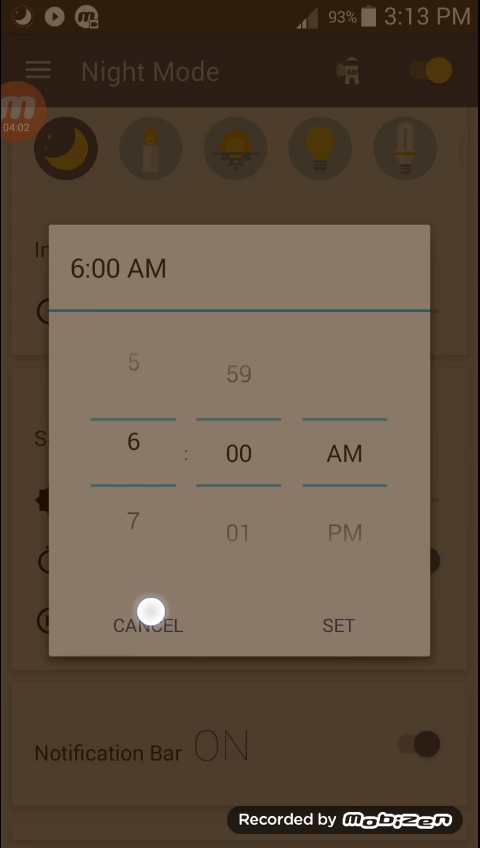 93% 3:13 PM
Night Mode
04:02
In
6:00 AM
5 59
6 : 00 AM
7 01 PM
S
CANCEL SET
Notification Bar ON
Recorded by Mobizen